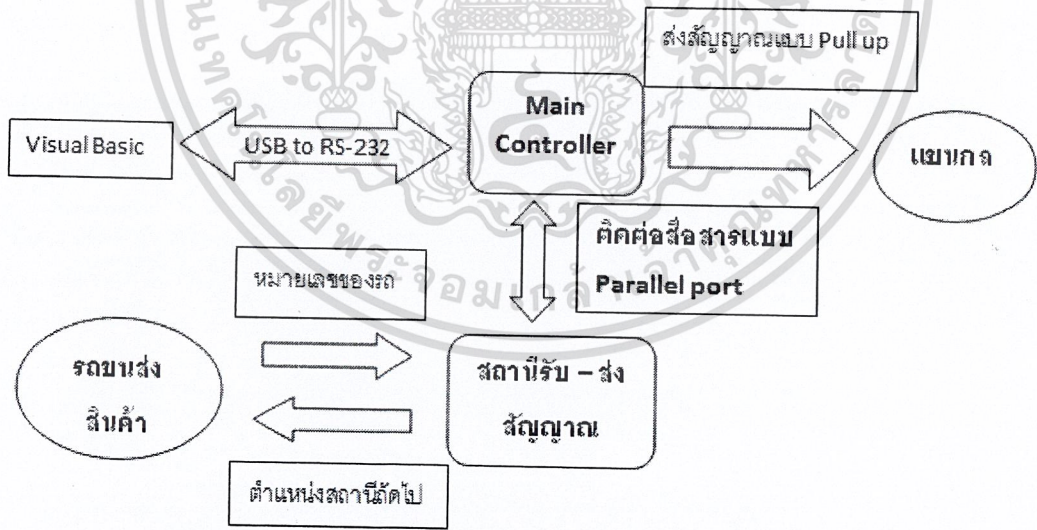 ส่งสัญญาณแบบ Pull up
Main
Controller
Visual Basic
USB to RS-232
แขนกล
ติดต่อสื่อสารแบบ
Parallel port
หมายเลขของรถ
รถขนส่ง
สินค้า
สถานีรับ – ส่ง
สัญญาณ
ตำแหน่งสถานีถัดไป